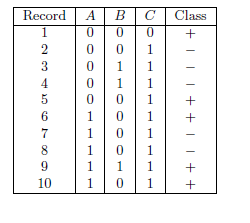 Record A B C Class
1 0 0 0 +
2 0 0 1 −
3 0 1 1 −
4 0 1 1 −
5 0 0 1 +
6 1 0 1 +
7 1 0 1 −
8 1 0 1 −
9 1 1 1 +
10 1 0 1 +